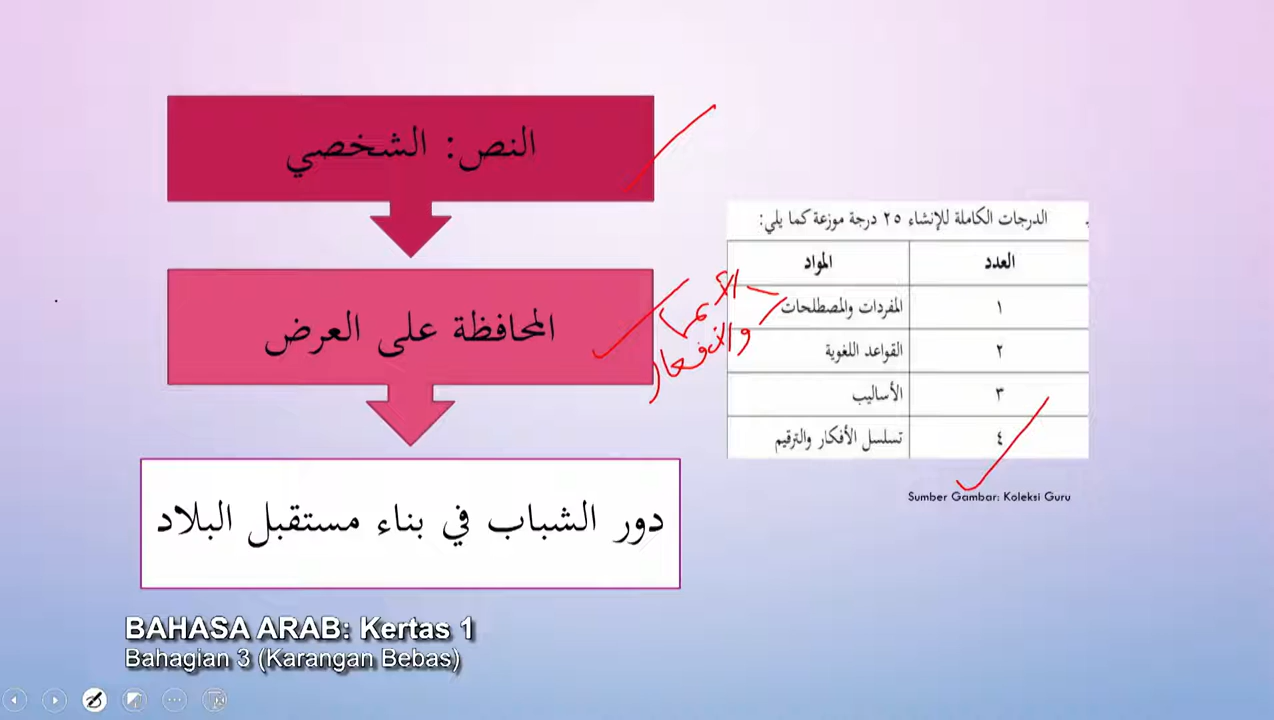 النص: الشخصي
المحافظة على العرض
دور الشباب في بناء مستقبل البلاد
الدرجات الكاملة للإنشاء ٢٥ درجة موزعة كما يلي:
العدد المواد
١ المفردات والمصطلحات
٢ القواعد اللغوية
٣ الأساليب
٤ تسلسل الأفكار والترقيم
Sumber Gambar: Koleksi Guru
BAHASA ARAB: Kertas 1
Bahagian 3 (Karangan Bebas)